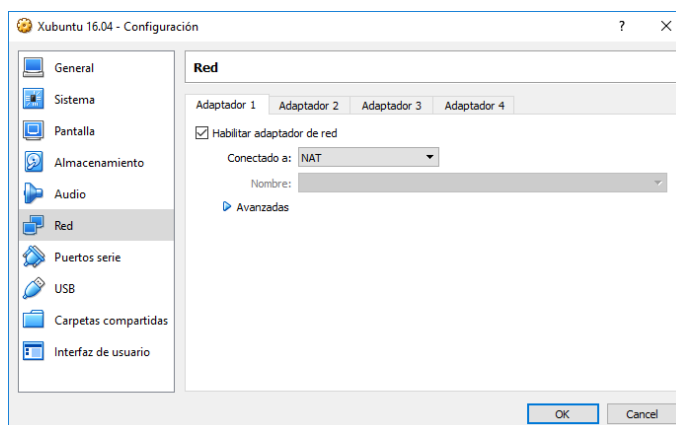 Xubuntu 16.04 - Configuración
?
General
Sistema
Pantalla
Almacenamiento
Audio
Red
Puertos serie
USB
Carpetas compartidas
Interfaz de usuario
Red
Adaptador 1 Adaptador 2 Adaptador 3 Adaptador 4
Habilitar adaptador de red
Conectado a: NAT
Nombre:
Avanzadas
OK Cancel